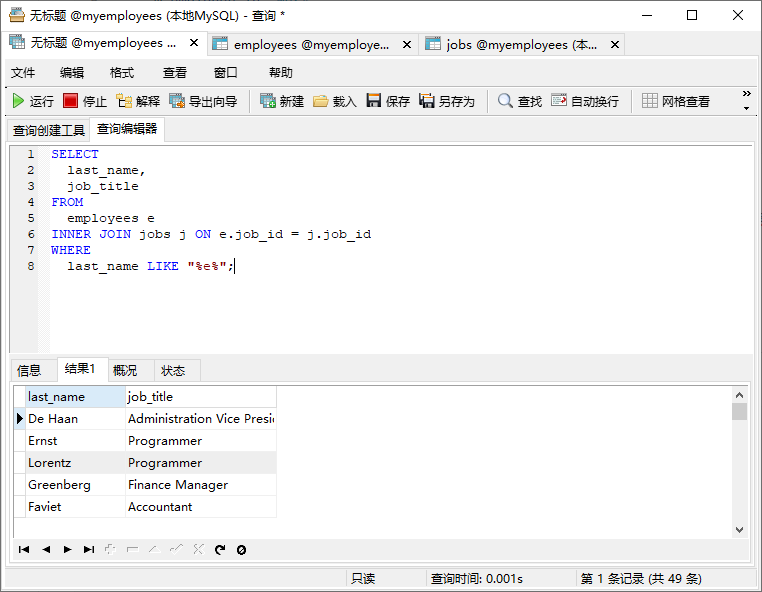 无标题 @myemployees (本地MySQL) - 查询 *
无标题 @myemployees ... employees @myemploye... jobs @myemployees (本...
文件 编辑 格式 查看 窗口 帮助
运行 停止 解释 导出向导 新建 载入 保存 另存为 查找 自动换行 网格查看
查询创建工具 查询编辑器
1 SELECT
2 last_name,
3 job_title
4 FROM
5 employees e
6 INNER JOIN jobs j ON e.job_id = j.job_id
7 WHERE
8 last_name LIKE "%e%";
信息 结果1 概况 状态
last_name job_title
De Haan Administration Vice Presid
Ernst Programmer
Lorentz Programmer
Greenberg Finance Manager
Faviet Accountant
只读 查询时间: 0.001s 第 1 条记录 (共 49 条)